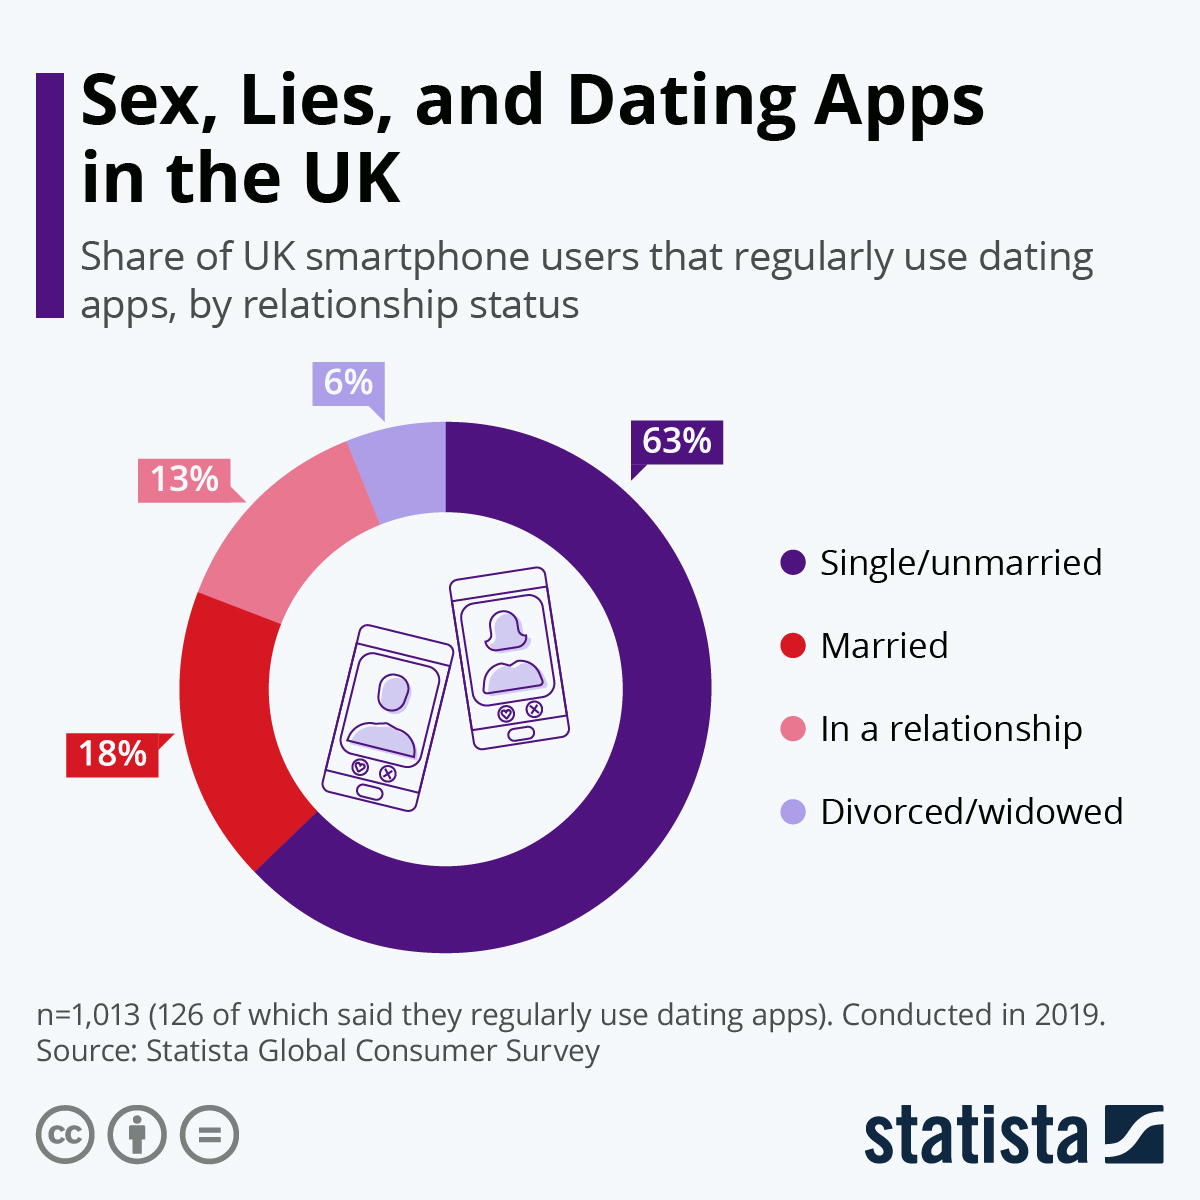 Sex, Lies, and Dating Apps
in the UK
Share of UK smartphone users that regularly use dating
apps, by relationship status
6%
63%
13%
18%
Single/unmarried
Married
In a relationship
Divorced/widowed
n=1,013 (126 of which said they regularly use dating apps). Conducted in 2019.
Source: Statista Global Consumer Survey
cc
statista